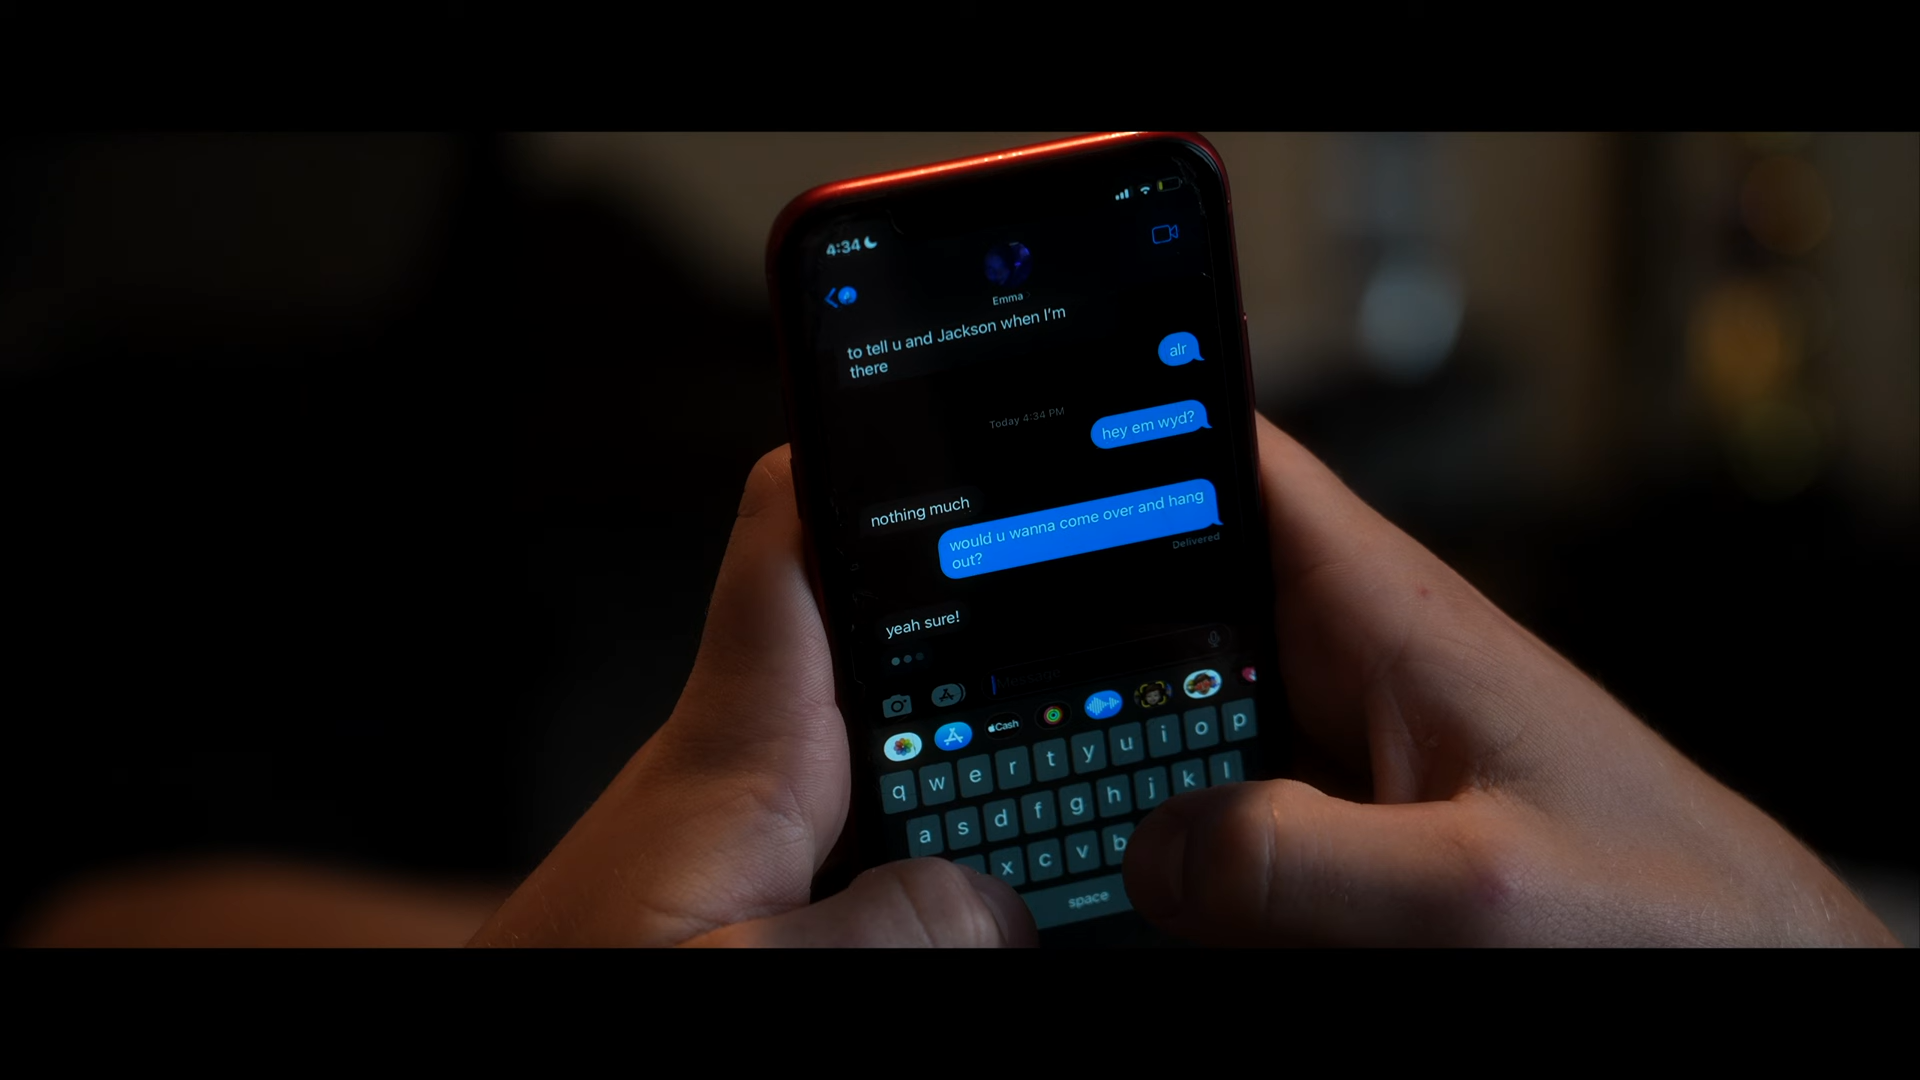 4:34
Emma
to tell u and Jackson when I'm
there
alr
Today 4:34 PM
hey em wyd?
nothing much
would u wanna come over and hang
out?
Delivered
yeah sure!
Message
Cash
q w e r t y u i o p
a s d f g h j k l
x c v b
space